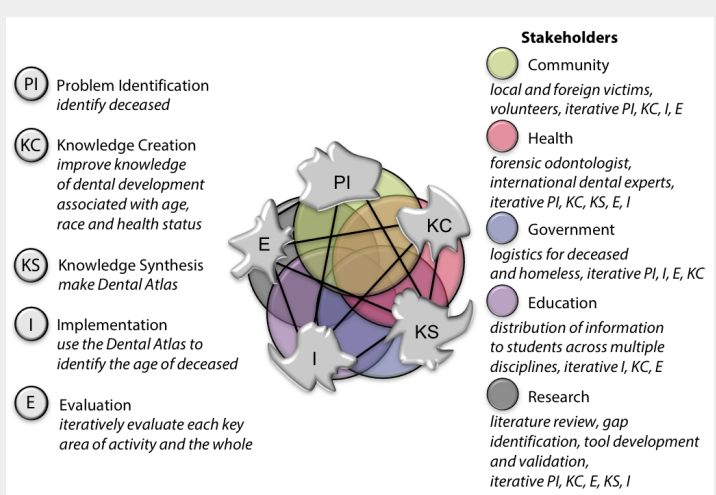 PI Problem Identification
identify deceased
KC Knowledge Creation
improve knowledge
of dental development
associated with age,
race and health status
KS Knowledge Synthesis
make Dental Atlas
I Implementation
use the Dental Atlas to
identify the age of deceased
E Evaluation
iteratively evaluate each key
area of activity and the whole
PI
KC
E
KS
I
Stakeholders
Community
local and foreign victims,
volunteers, iterative PI, KC, I, E
Health
forensic odontologist,
international dental experts,
iterative PI, KC, KS, E, I
Government
logistics for deceased
and homeless, iterative PI, I, E, KC
Education
distribution of information
to students across multiple
disciplines, iterative I, KC, E
Research
literature review, gap
identification, tool development
and validation,
iterative PI, KC, E, KS, I